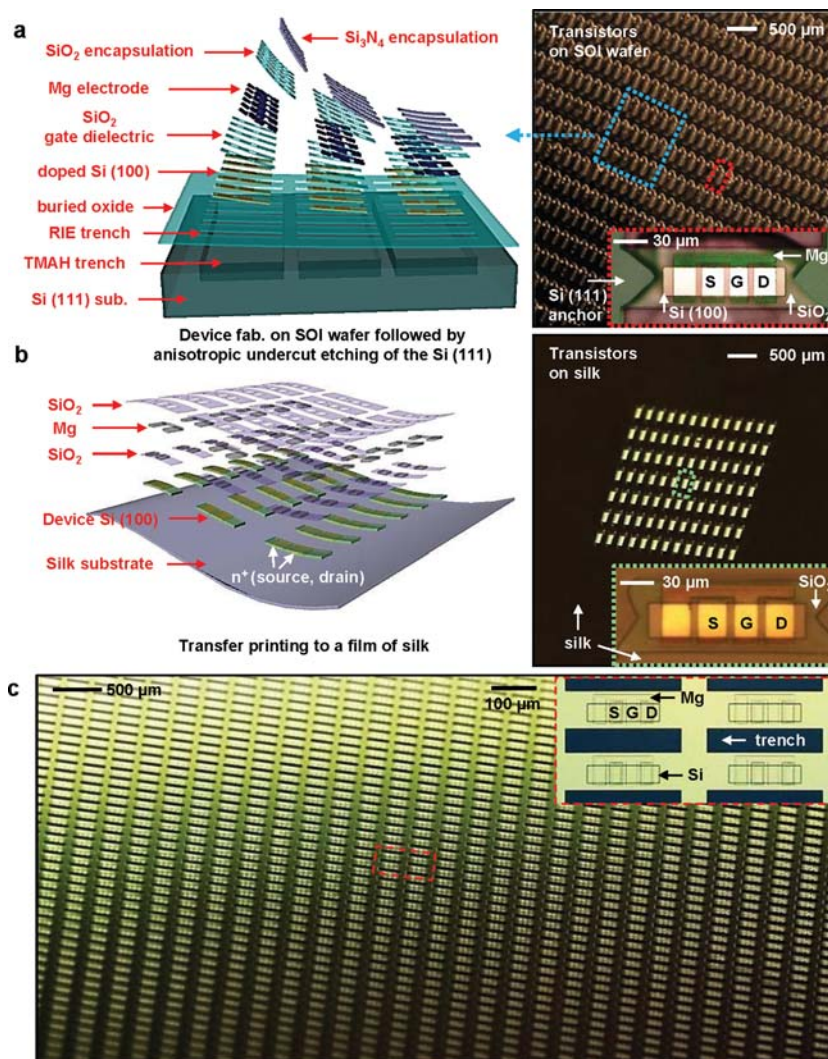 a
Si₃N₄ encapsulation
SiO₂ encapsulation
Mg electrode
SiO₂
gate dielectric
doped Si (100)
buried oxide
RIE trench
TMAH trench
Si (111) sub.
Device fab. on SOI wafer followed by
anisotropic undercut etching of the Si (111)
Transistors
on SOI wafer
500 µm
30 µm
Mg
S G D
Si (111)
anchor
Si (100)
SiO₂
b
SiO₂
Mg
SiO₂
Device Si (100)
Silk substrate
n⁺ (source, drain)
Transfer printing to a film of silk
Transistors
on silk
500 µm
30 µm
SiO₂
S G D
silk
c
500 µm
100 µm
Mg
S G D
trench
Si